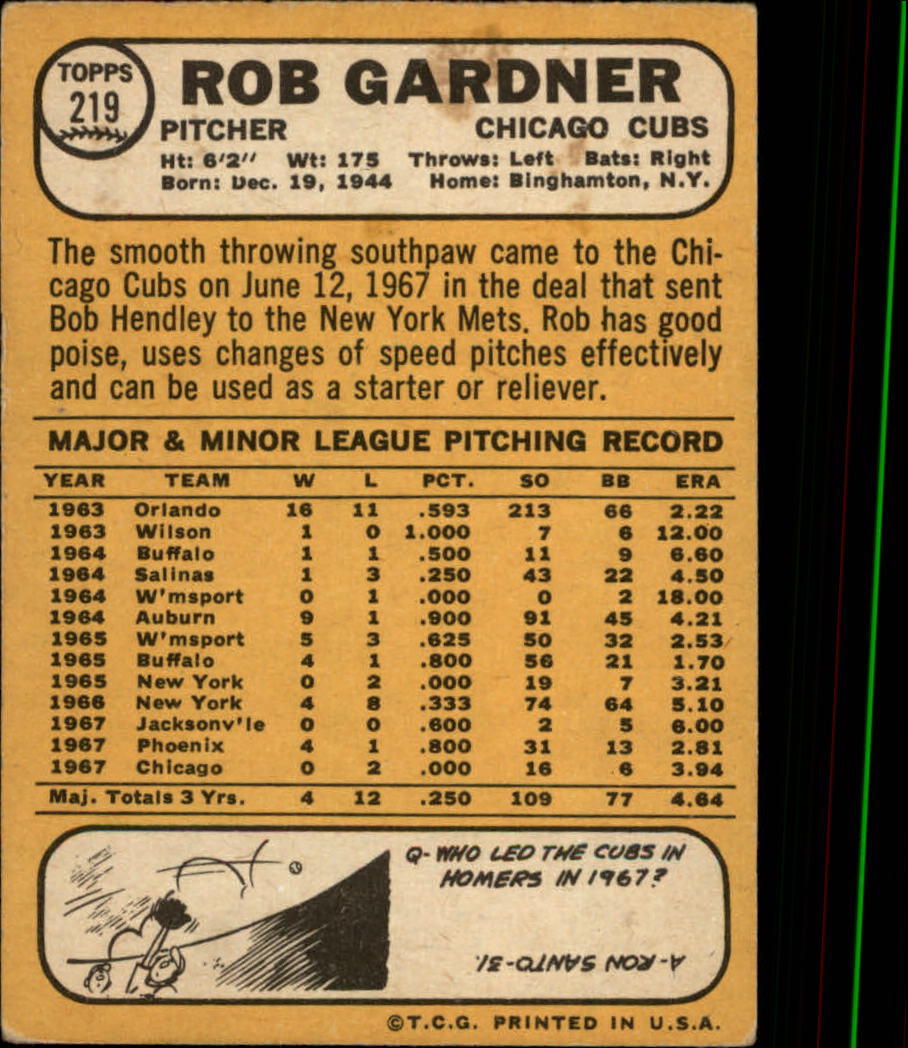 TOPPS
219
ROB GARDNER
PITCHER CHICAGO CUBS
Ht: 6'2" Wt: 175 Throws: Left Bats: Right
Born: Dec. 19, 1944 Home: Binghamton, N.Y.
The smooth throwing southpaw came to the Chi-
cago Cubs on June 12, 1967 in the deal that sent
Bob Hendley to the New York Mets. Rob has good
poise, uses changes of speed pitches effectively
and can be used as a starter or reliever.
MAJOR & MINOR LEAGUE PITCHING RECORD
YEAR TEAM W L PCT. SO BB ERA
1963 Orlando 16 11 .593 213 66 2.22
1963 Wilson 1 0 1.000 7 6 12.00
1964 Buffalo 1 1 .500 11 9 6.60
1964 Salinas 1 3 .250 43 22 4.50
1964 W'msport 0 1 .000 0 2 18.00
1964 Auburn 9 1 .900 91 45 4.21
1965 W'msport 5 3 .625 50 32 2.53
1965 Buffalo 4 1 .800 56 21 1.70
1965 New York 0 2 .000 19 7 3.21
1966 New York 4 8 .333 74 64 5.10
1967 Jacksonv'le 0 0 .600 2 5 6.00
1967 Phoenix 4 1 .800 31 13 2.81
1967 Chicago 0 2 .000 16 6 3.94
Maj. Totals 3 Yrs. 4 12 .250 109 77 4.64
Q- WHO LED THE CUBS IN
HOMERS IN 1967?
A-RON SANTO-31.
©T.C.G. PRINTED IN U.S.A.